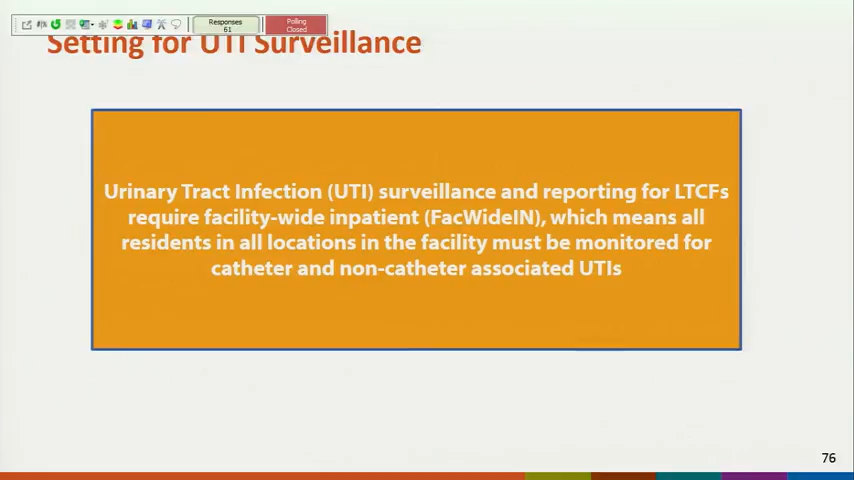 Responses
61
Polling
Closed
Setting for UTI Surveillance
Urinary Tract Infection (UTI) surveillance and reporting for LTCFs
require facility-wide inpatient (FacWideIN), which means all
residents in all locations in the facility must be monitored for
catheter and non-catheter associated UTIs
76